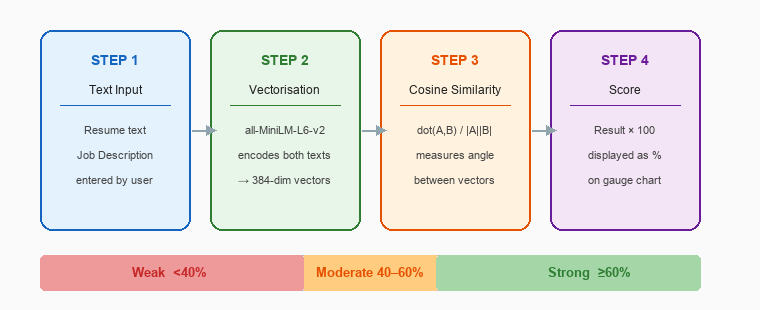 STEP 1
Text Input
Resume text
Job Description
entered by user
STEP 2
Vectorisation
all-MiniLM-L6-v2
encodes both texts
→ 384-dim vectors
STEP 3
Cosine Similarity
dot(A,B) / |A||B|
measures angle
between vectors
STEP 4
Score
Result × 100
displayed as %
on gauge chart
Weak <40%
Moderate 40–60%
Strong ≥60%